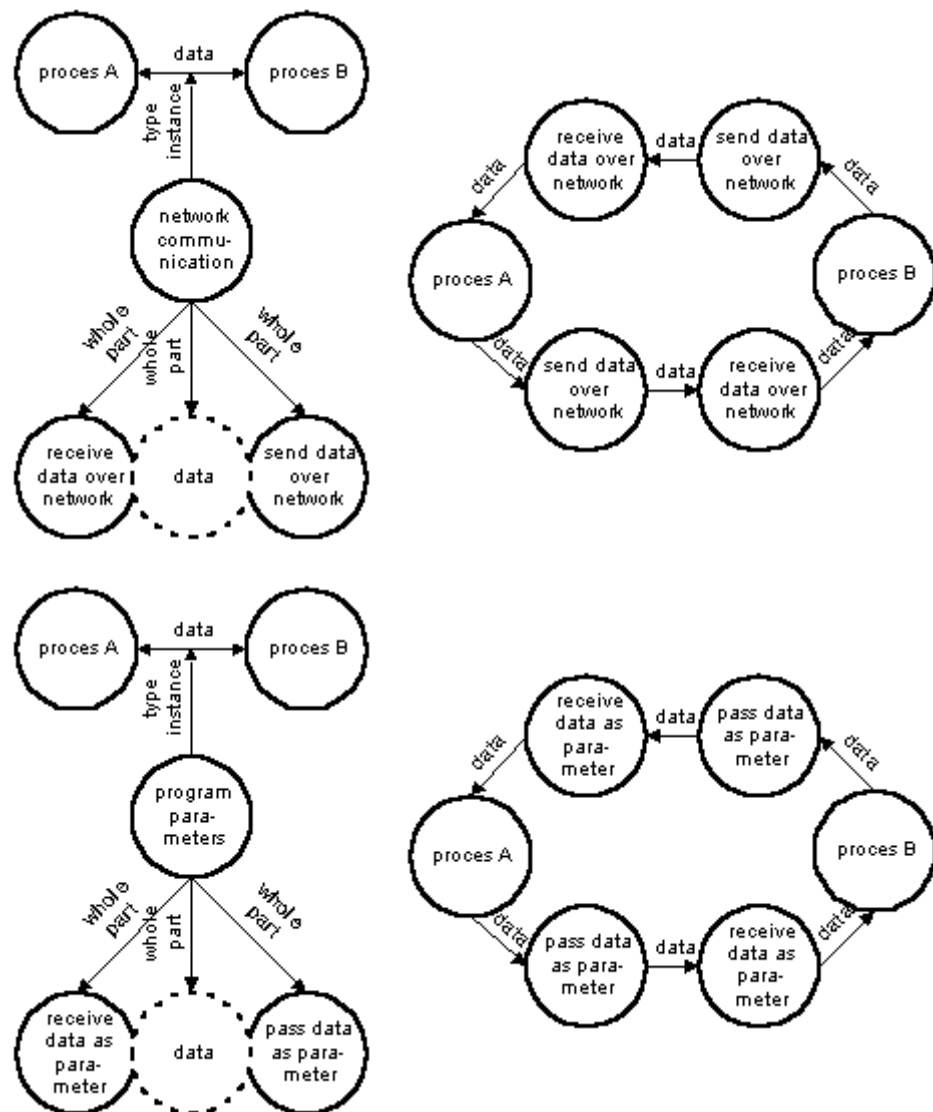 data
proces A
proces B
type
instance
network
commu-
nication
whole
part
whole
part
whole
part
receive
data over
network
data
send data
over
network
receive
data over
network
data
send data
over
network
data
data
proces A
proces B
data
data
send data
over
network
data
receive
data over
network
data
proces A
proces B
type
instance
program
para-
meters
whole
part
whole
part
whole
part
receive
data as
para-
meter
data
pass data
as para-
meter
receive
data as
para-
meter
data
pass data
as para-
meter
data
data
proces A
proces B
data
data
pass data
as para-
meter
data
receive
data as
para-
meter